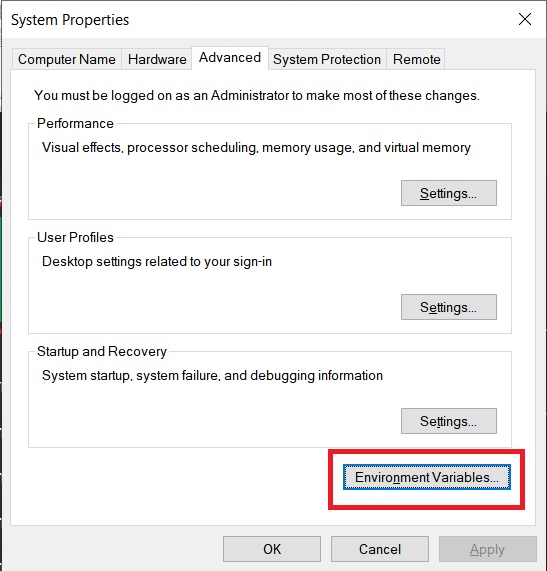 System Properties
Computer Name Hardware Advanced System Protection Remote
You must be logged on as an Administrator to make most of these changes.
Performance
Visual effects, processor scheduling, memory usage, and virtual memory
Settings...
User Profiles
Desktop settings related to your sign-in
Settings...
Startup and Recovery
System startup, system failure, and debugging information
Settings...
Environment Variables...
OK Cancel Apply